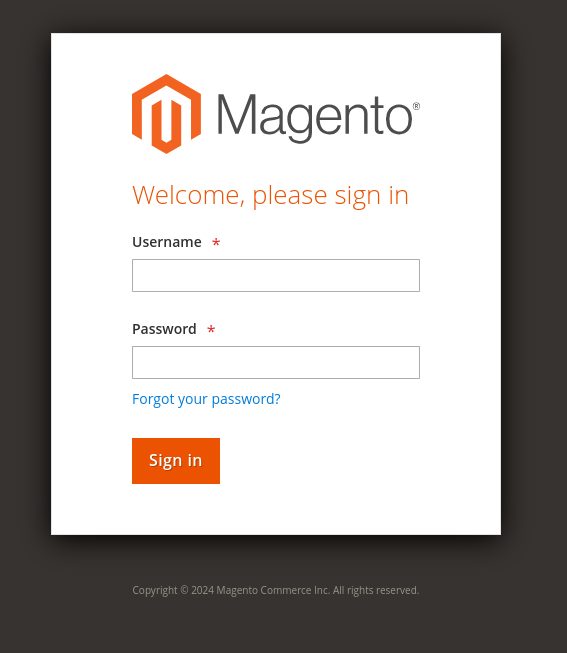 Magento®
Welcome, please sign in
Username *
Password *
Forgot your password?
Sign in
Copyright © 2024 Magento Commerce Inc. All rights reserved.